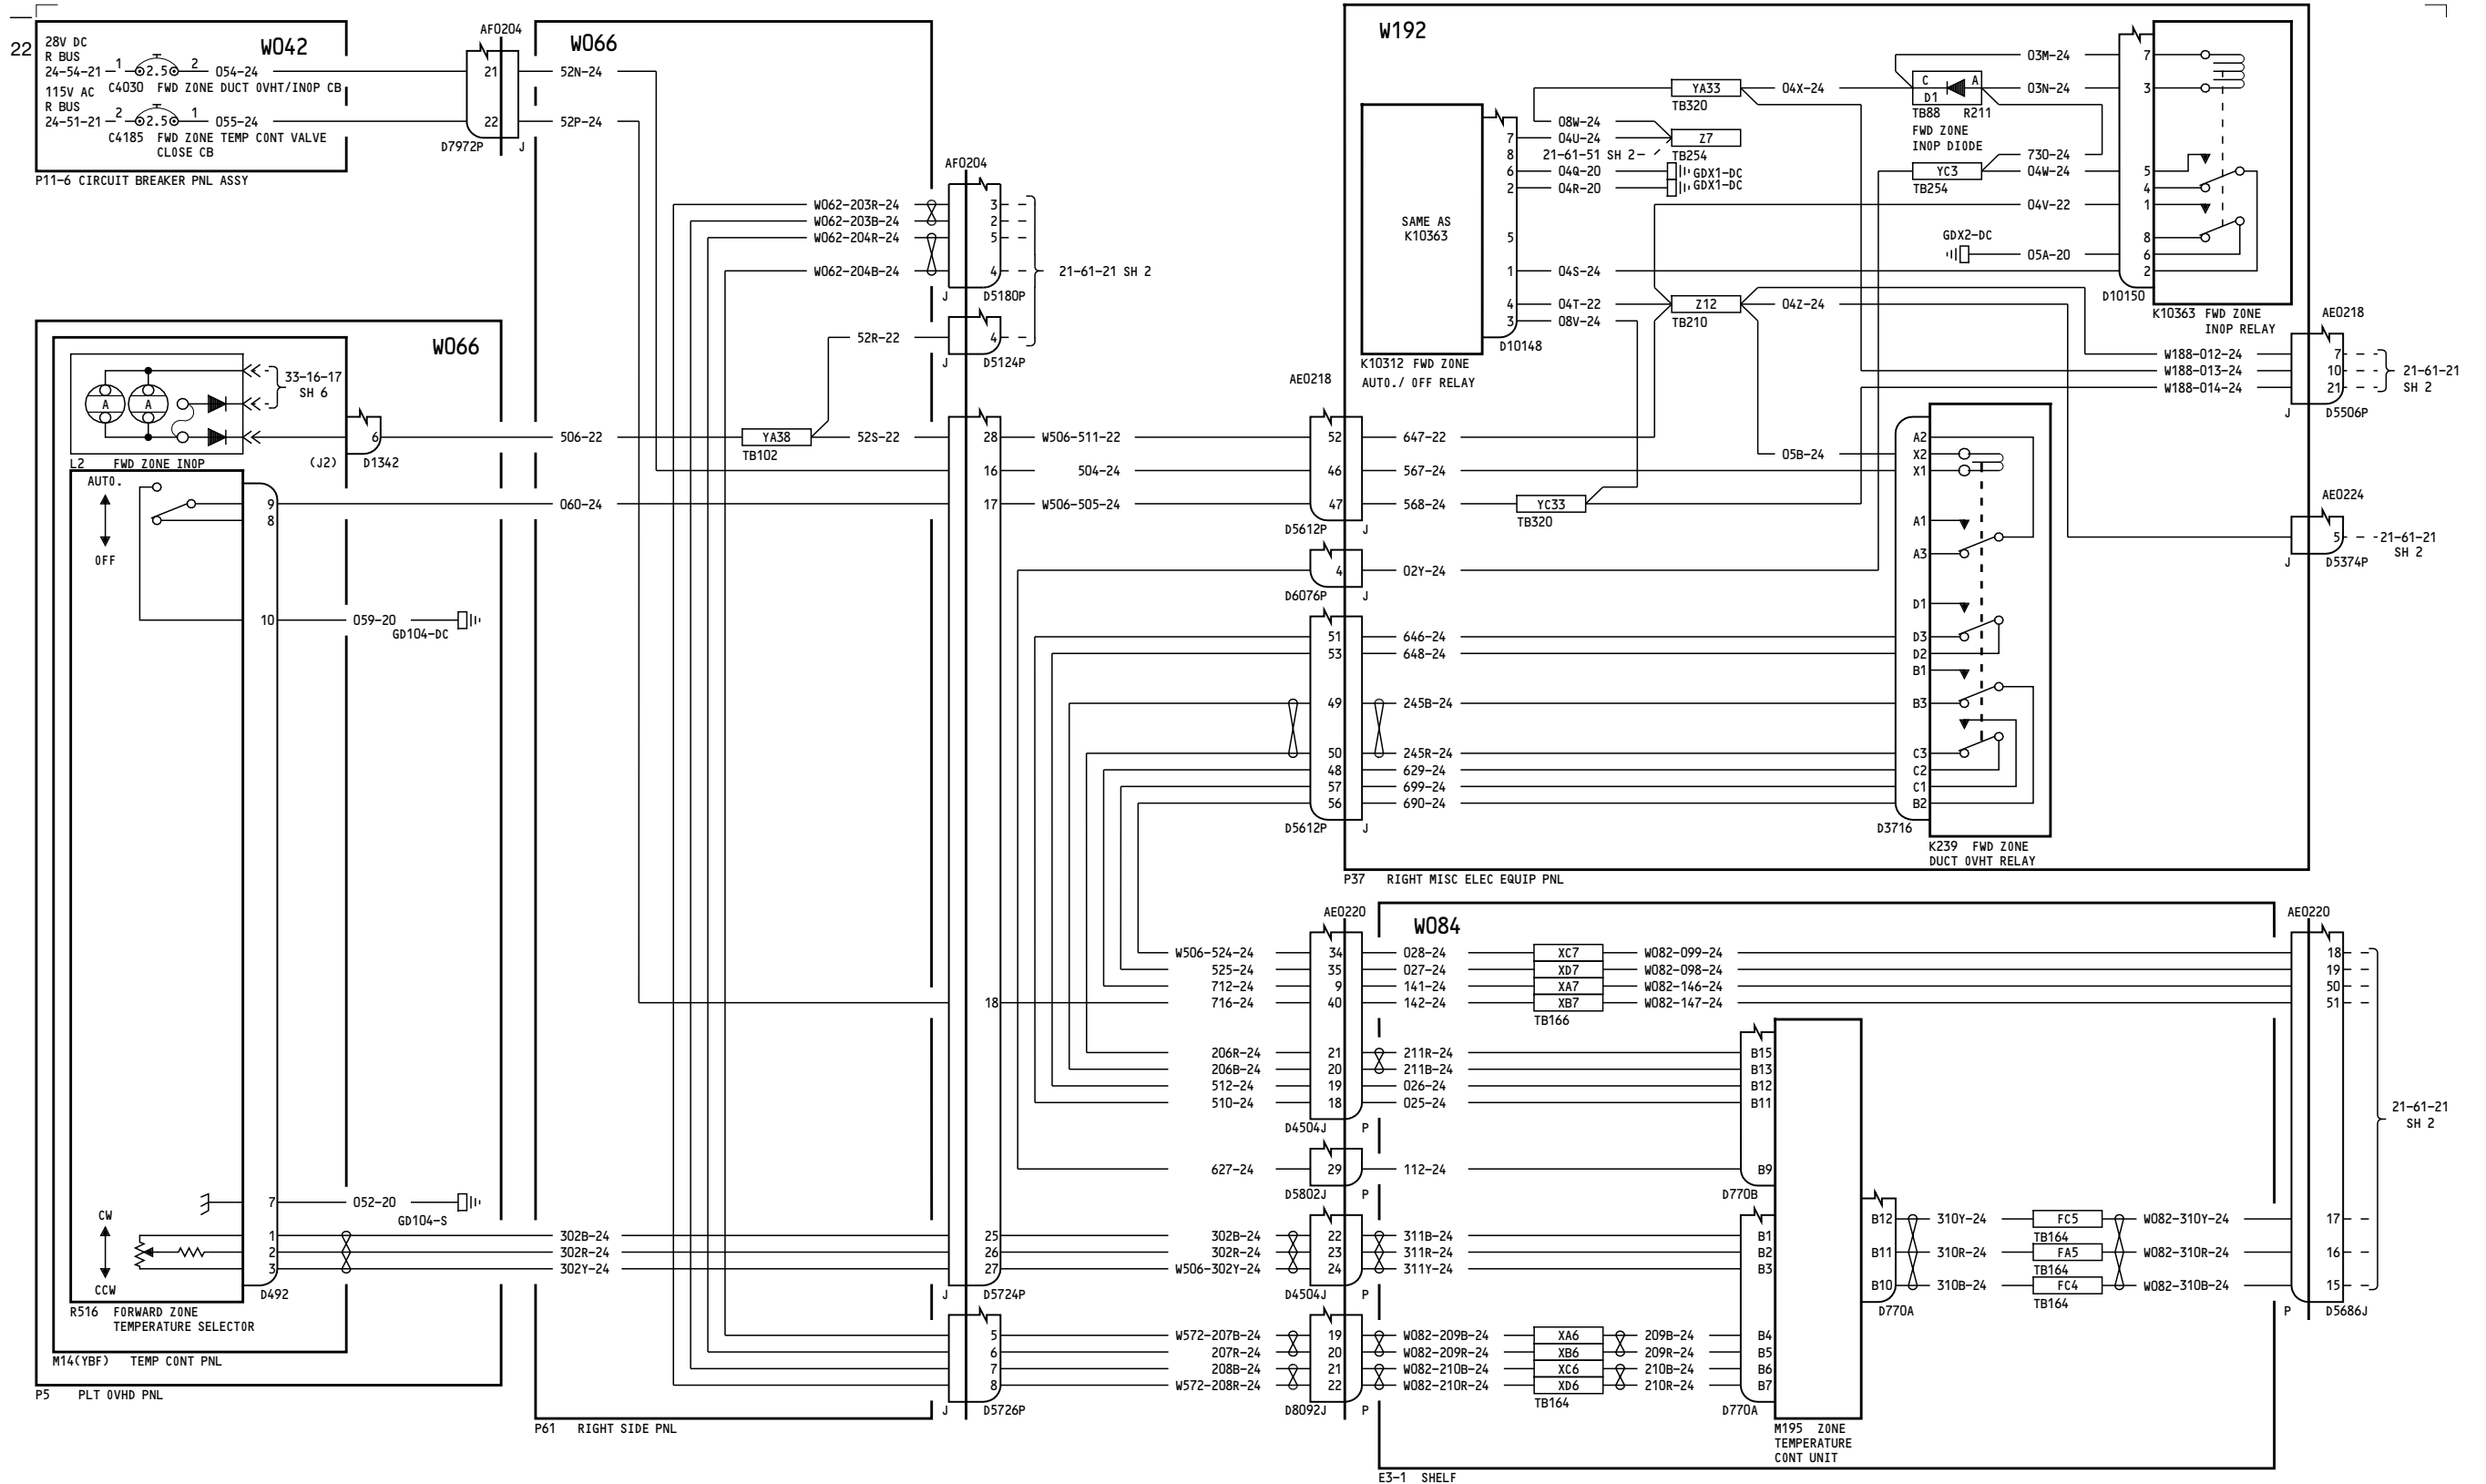 22
W042
28V DC
R BUS
24-54-21
1
2.5
2
054-24
C4030 FWD ZONE DUCT OVHT/INOP CB
115V AC
R BUS
24-51-21
2
2.5
1
055-24
C4185 FWD ZONE TEMP CONT VALVE
CLOSE CB
P11-6 CIRCUIT BREAKER PNL ASSY
AF0204
21
22
D7972P
J
W066
52N-24
52P-24
AF0204
W062-203R-24
3
W062-203B-24
2
W062-204R-24
5
W062-204B-24
4
21-61-21 SH 2
J
D5180P
52R-22
4
J
D5124P
W066
A
A
33-16-17
SH 6
6
L2 FWD ZONE INOP
(J2)
D1342
506-22
YA38
TB102
52S-22
28
W506-511-22
16
504-24
17
W506-505-24
AUTO.
OFF
9
8
10
060-24
059-20
GD104-DC
7
052-20
GD104-S
CW
CCW
1
2
3
302B-24
302R-24
302Y-24
D492
R516 FORWARD ZONE
TEMPERATURE SELECTOR
M14(YBF) TEMP CONT PNL
P5 PLT OVHD PNL
18
25
26
27
J
D5724P
5
6
7
8
J
D5726P
P61 RIGHT SIDE PNL
W192
SAME AS
K10363
7
8
6
2
5
1
4
3
D10148
K10312 FWD ZONE
AUTO./ OFF RELAY
08W-24
04U-24
21-61-51 SH 2
04Q-20
04R-20
GDX1-DC
GDX1-DC
Z7
TB254
YA33
TB320
04X-24
04S-24
04T-22
08V-24
Z12
TB210
04Z-24
C
A
D1
TB88
R211
FWD ZONE
INOP DIODE
YC3
TB254
03M-24
03N-24
730-24
04W-24
04V-22
GDX2-DC
05A-20
7
3
5
4
1
8
6
2
D10150
K10363 FWD ZONE
INOP RELAY
AE0218
W188-012-24
7
W188-013-24
10
W188-014-24
21
21-61-21
SH 2
J
D5506P
AE0218
52
647-22
46
567-24
47
568-24
YC33
TB320
D5612P
J
05B-24
4
02Y-24
D6076P
J
51
646-24
53
648-24
49
245B-24
50
245R-24
48
629-24
57
699-24
56
690-24
D5612P
J
A2
X2
X1
A1
A3
D1
D3
D2
B1
B3
C3
C2
C1
B2
D3716
K239 FWD ZONE
DUCT OVHT RELAY
AE0224
5
21-61-21
SH 2
J
D5374P
P37 RIGHT MISC ELEC EQUIP PNL
AE0220
W084
W506-524-24
34
028-24
XC7
W082-099-24
525-24
35
027-24
XD7
W082-098-24
712-24
9
141-24
XA7
W082-146-24
716-24
40
142-24
XB7
W082-147-24
TB166
206R-24
21
211R-24
B15
206B-24
20
211B-24
B13
512-24
19
026-24
B12
510-24
18
025-24
B11
D4504J
P
627-24
29
112-24
B9
D5802J
P
D770B
302B-24
22
311B-24
B1
302R-24
23
311R-24
B2
W506-302Y-24
24
311Y-24
B3
D4504J
P
W572-207B-24
19
W082-209B-24
XA6
209B-24
B4
207R-24
20
W082-209R-24
XB6
209R-24
B5
208B-24
21
W082-210B-24
XC6
210B-24
B6
W572-208R-24
22
W082-210R-24
XD6
210R-24
B7
D8092J
P
TB164
D770A
M195 ZONE
TEMPERATURE
CONT UNIT
B12
310Y-24
FC5
TB164
W082-310Y-24
17
B11
310R-24
FA5
TB164
W082-310R-24
16
B10
310B-24
FC4
TB164
W082-310B-24
15
D770A
AE0220
18
19
50
51
21-61-21
SH 2
P
D5686J
E3-1 SHELF